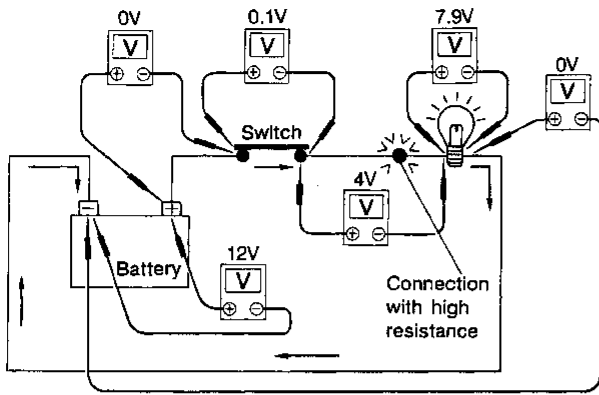 0V
0.1V
7.9V
0V
V
V
V
V
+ −
+ −
+ −
+ −
Switch
4V
V
+ −
− +
Battery
12V
V
+ −
Connection
with high
resistance